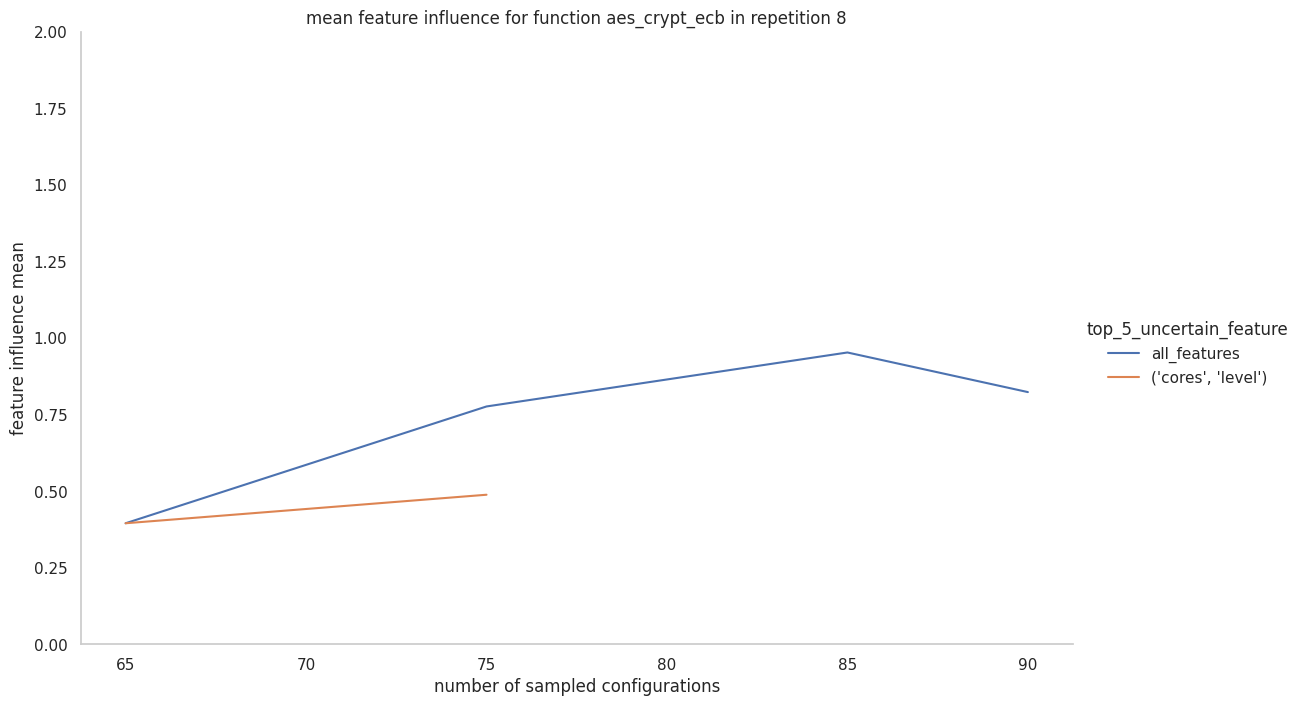 mean feature influence for function aes_crypt_ecb in repetition 8
2.00
1.75
1.50
1.25
1.00
0.75
0.50
0.25
0.00
feature influence mean
65 70 75 80 85 90
number of sampled configurations
top_5_uncertain_feature
all_features
('cores', 'level')